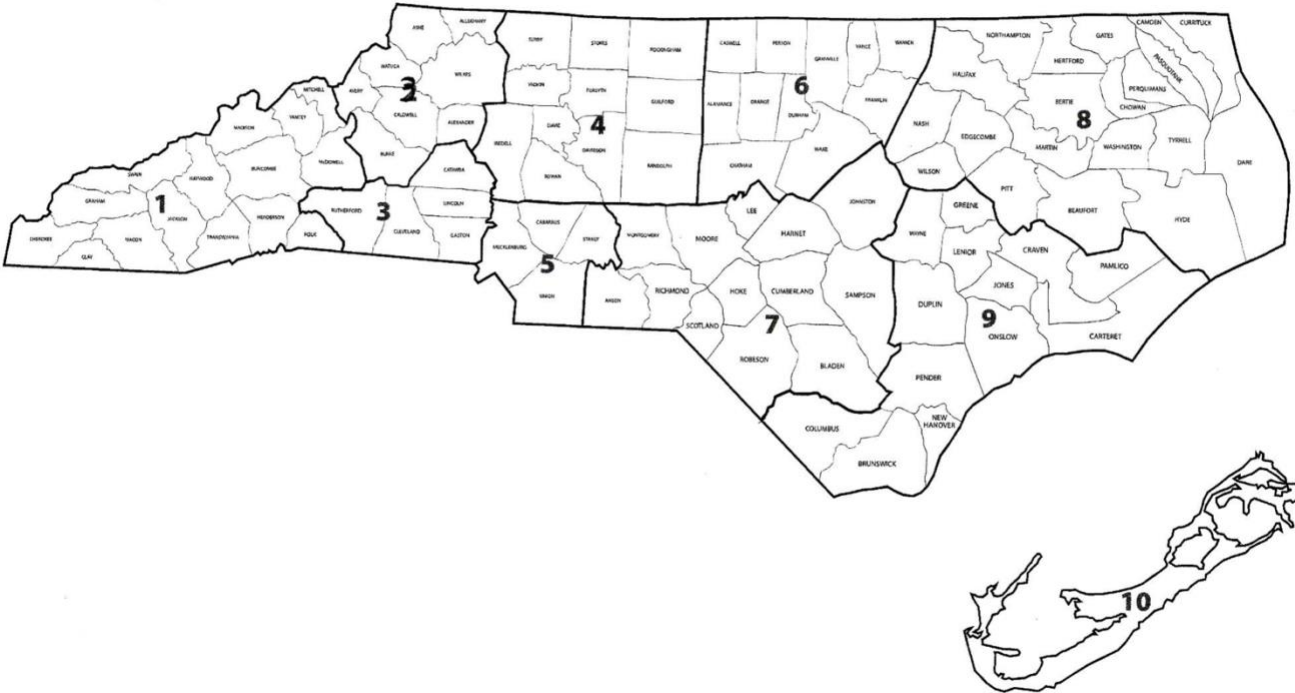 ASHE
ALLEGHANY
WATAUGA
WILKES
AVERY
2
CALDWELL
ALEXANDER
BURKE
MITCHELL
YANCEY
MADISON
MCDOWELL
BUNCOMBE
HAYWOOD
SWAIN
GRAHAM
1
JACKSON
HENDERSON
TRANSYLVANIA
POLK
CHEROKEE
MACON
CLAY
CATAWBA
RUTHERFORD
3
LINCOLN
CLEVELAND
GASTON
SURRY
STOKES
ROCKINGHAM
YADKIN
FORSYTH
GUILFORD
DAVIE
4
IREDELL
DAVIDSON
RANDOLPH
ROWAN
CABARRUS
MECKLENBURG
STANLY
5
UNION
CASWELL
PERSON
GRANVILLE
VANCE
WARREN
6
ALAMANCE
ORANGE
DURHAM
FRANKLIN
CHATHAM
WAKE
LEE
JOHNSTON
MONTGOMERY
MOORE
HARNET
ANSON
RICHMOND
HOKE
CUMBERLAND
SAMPSON
SCOTLAND
7
ROBESON
BLADEN
NORTHAMPTON
GATES
CAMDEN
CURRITUCK
HERTFORD
PASQUOTANK
HALIFAX
PERQUIMANS
BERTIE
CHOWAN
8
NASH
EDGECOMBE
MARTIN
WASHINGTON
TYRRELL
DARE
WILSON
PITT
BEAUFORT
HYDE
GREENE
WAYNE
LENIOR
CRAVEN
PAMLICO
JONES
DUPLIN
9
ONSLOW
CARTERET
PENDER
NEW
HANOVER
COLUMBUS
BRUNSWICK
10